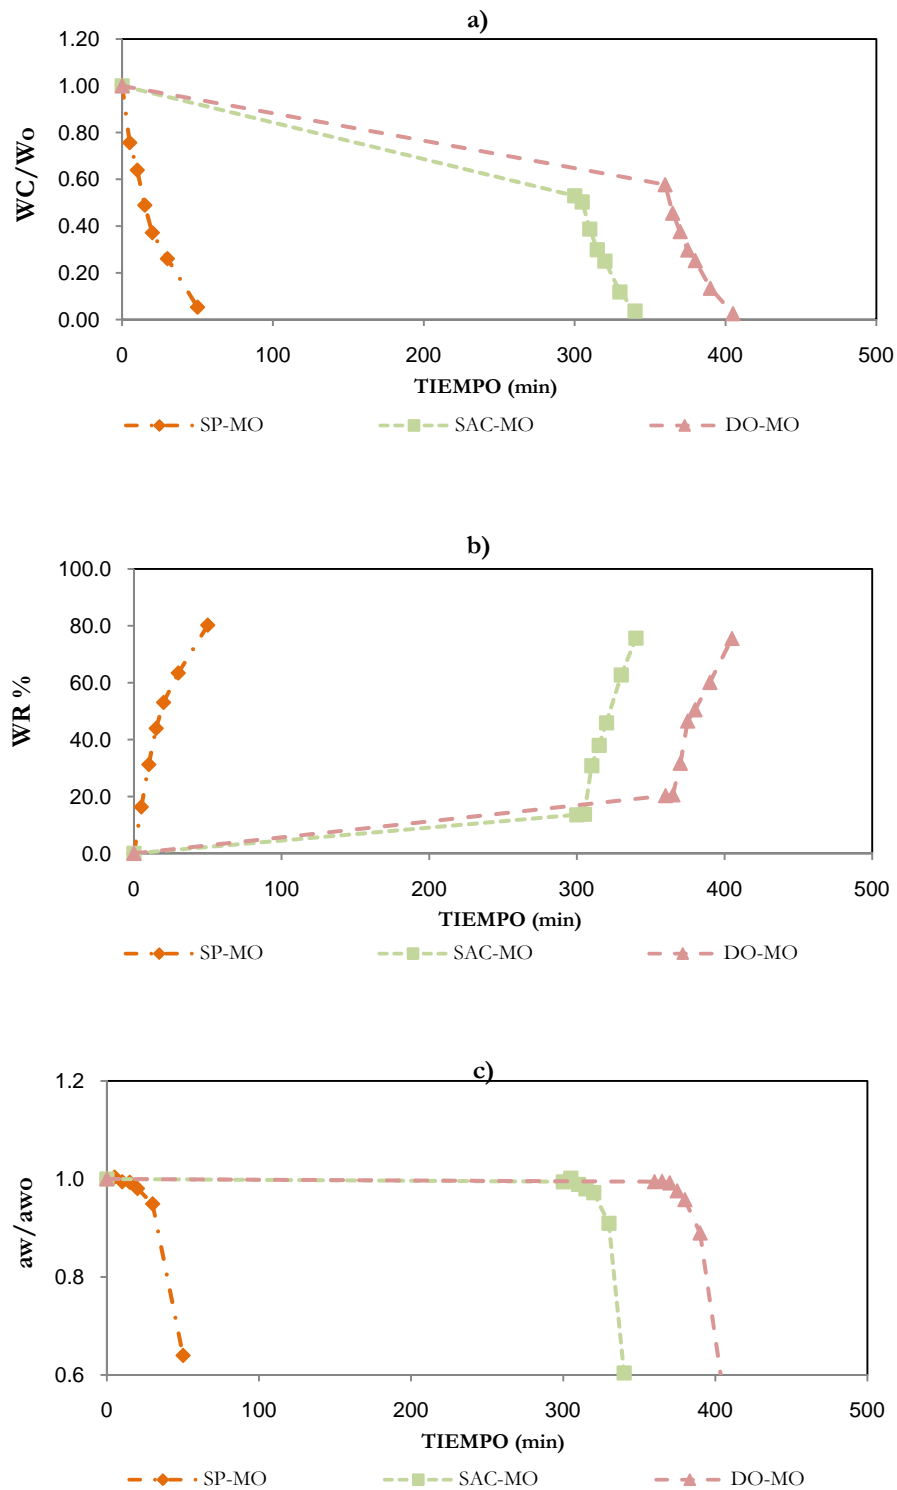 a)
1.20
1.00
0.80
0.60
0.40
0.20
0.00
WC/Wo
0 100 200 300 400 500
TIEMPO (min)
SP-MO SAC-MO DO-MO
b)
100.0
80.0
60.0
40.0
20.0
0.0
WR %
0 100 200 300 400 500
TIEMPO (min)
SP-MO SAC-MO DO-MO
c)
1.2
1.0
0.8
0.6
aw/awo
0 100 200 300 400 500
TIEMPO (min)
SP-MO SAC-MO DO-MO